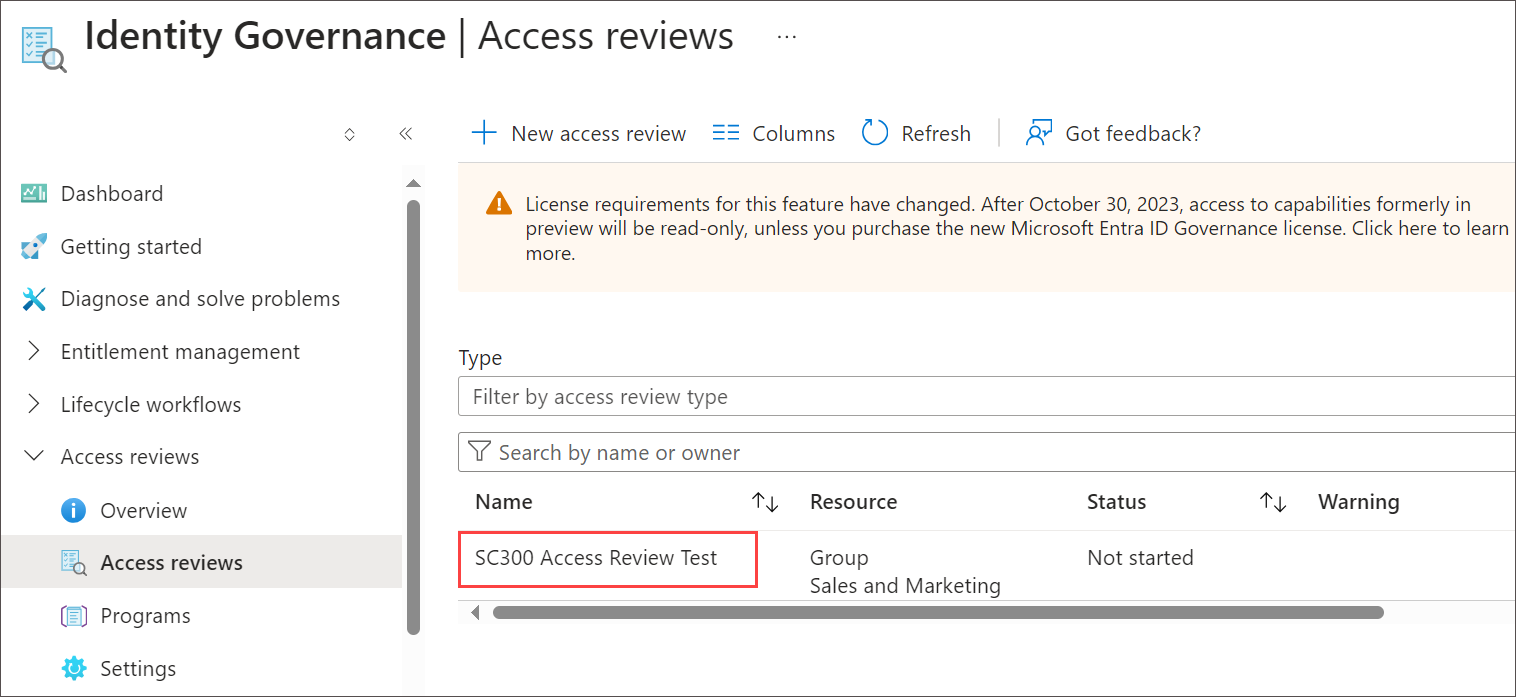 Identity Governance | Access reviews ...
New access review Columns Refresh Got feedback?
Dashboard
Getting started
Diagnose and solve problems
Entitlement management
Lifecycle workflows
Access reviews
Overview
Access reviews
Programs
Settings
License requirements for this feature have changed. After October 30, 2023, access to capabilities formerly in
preview will be read-only, unless you purchase the new Microsoft Entra ID Governance license. Click here to learn
more.
Type
Filter by access review type
Search by name or owner
Name Resource Status Warning
SC300 Access Review Test Group Not started
Sales and Marketing